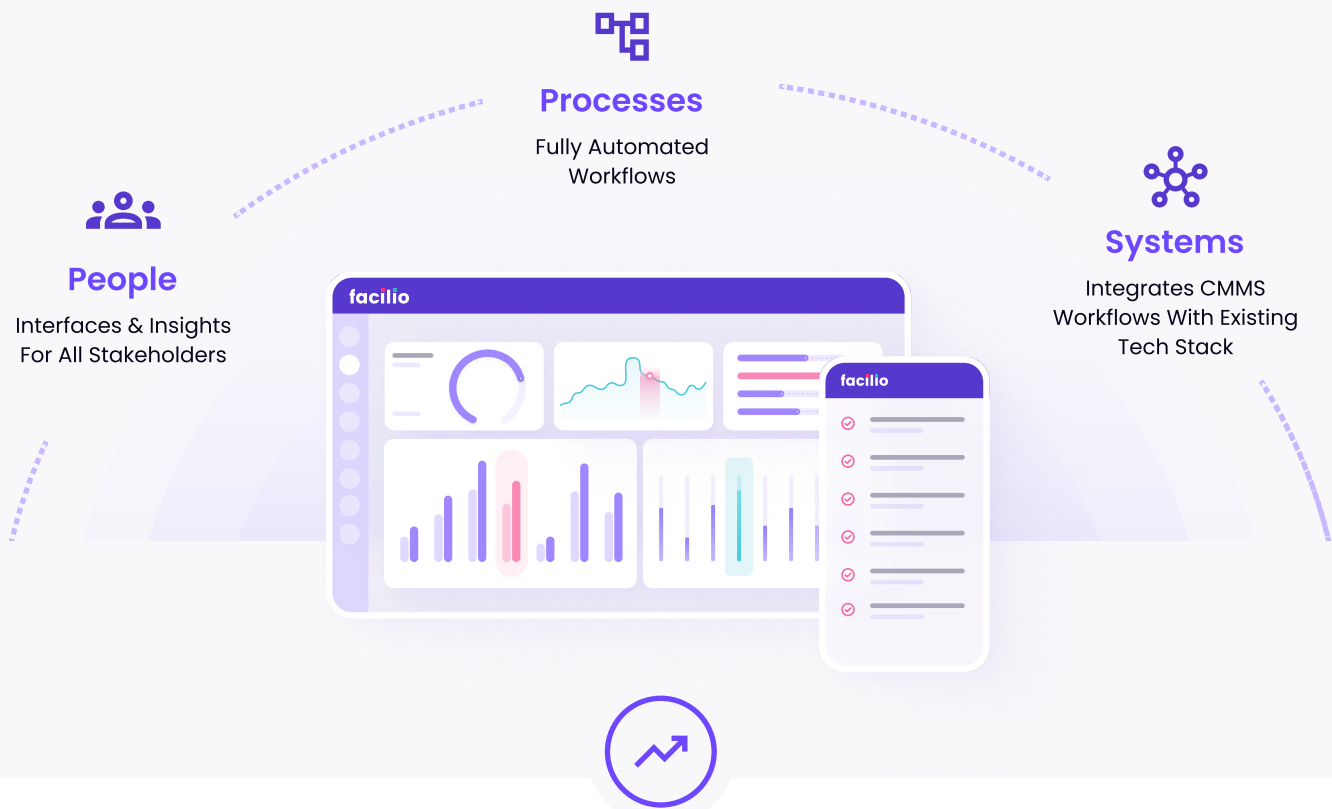 Processes
Fully Automated
Workflows
People
Interfaces & Insights
For All Stakeholders
Systems
Integrates CMMS
Workflows With Existing
Tech Stack
facilio
facilio